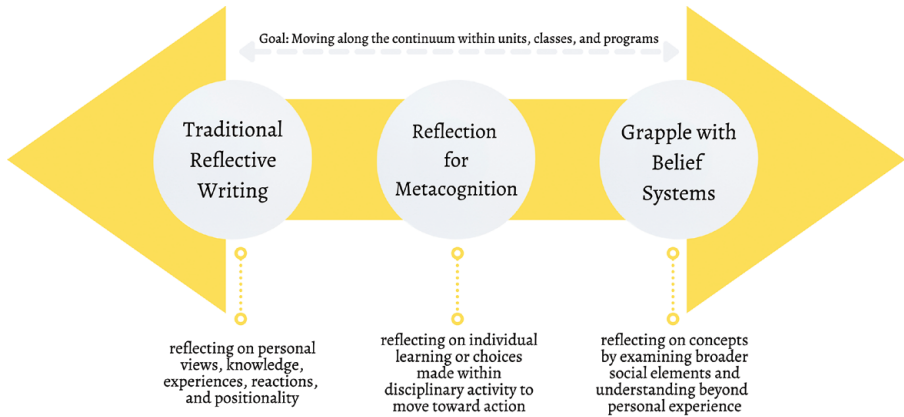 Goal: Moving along the continuum within units, classes, and programs
Traditional
Reflective
Writing
Reflection
for
Metacognition
Grapple with
Belief
Systems
reflecting on personal
views, knowledge,
experiences, reactions,
and positionality
reflecting on individual
learning or choices
made within
disciplinary activity to
move toward action
reflecting on concepts
by examining broader
social elements and
understanding beyond
personal experience